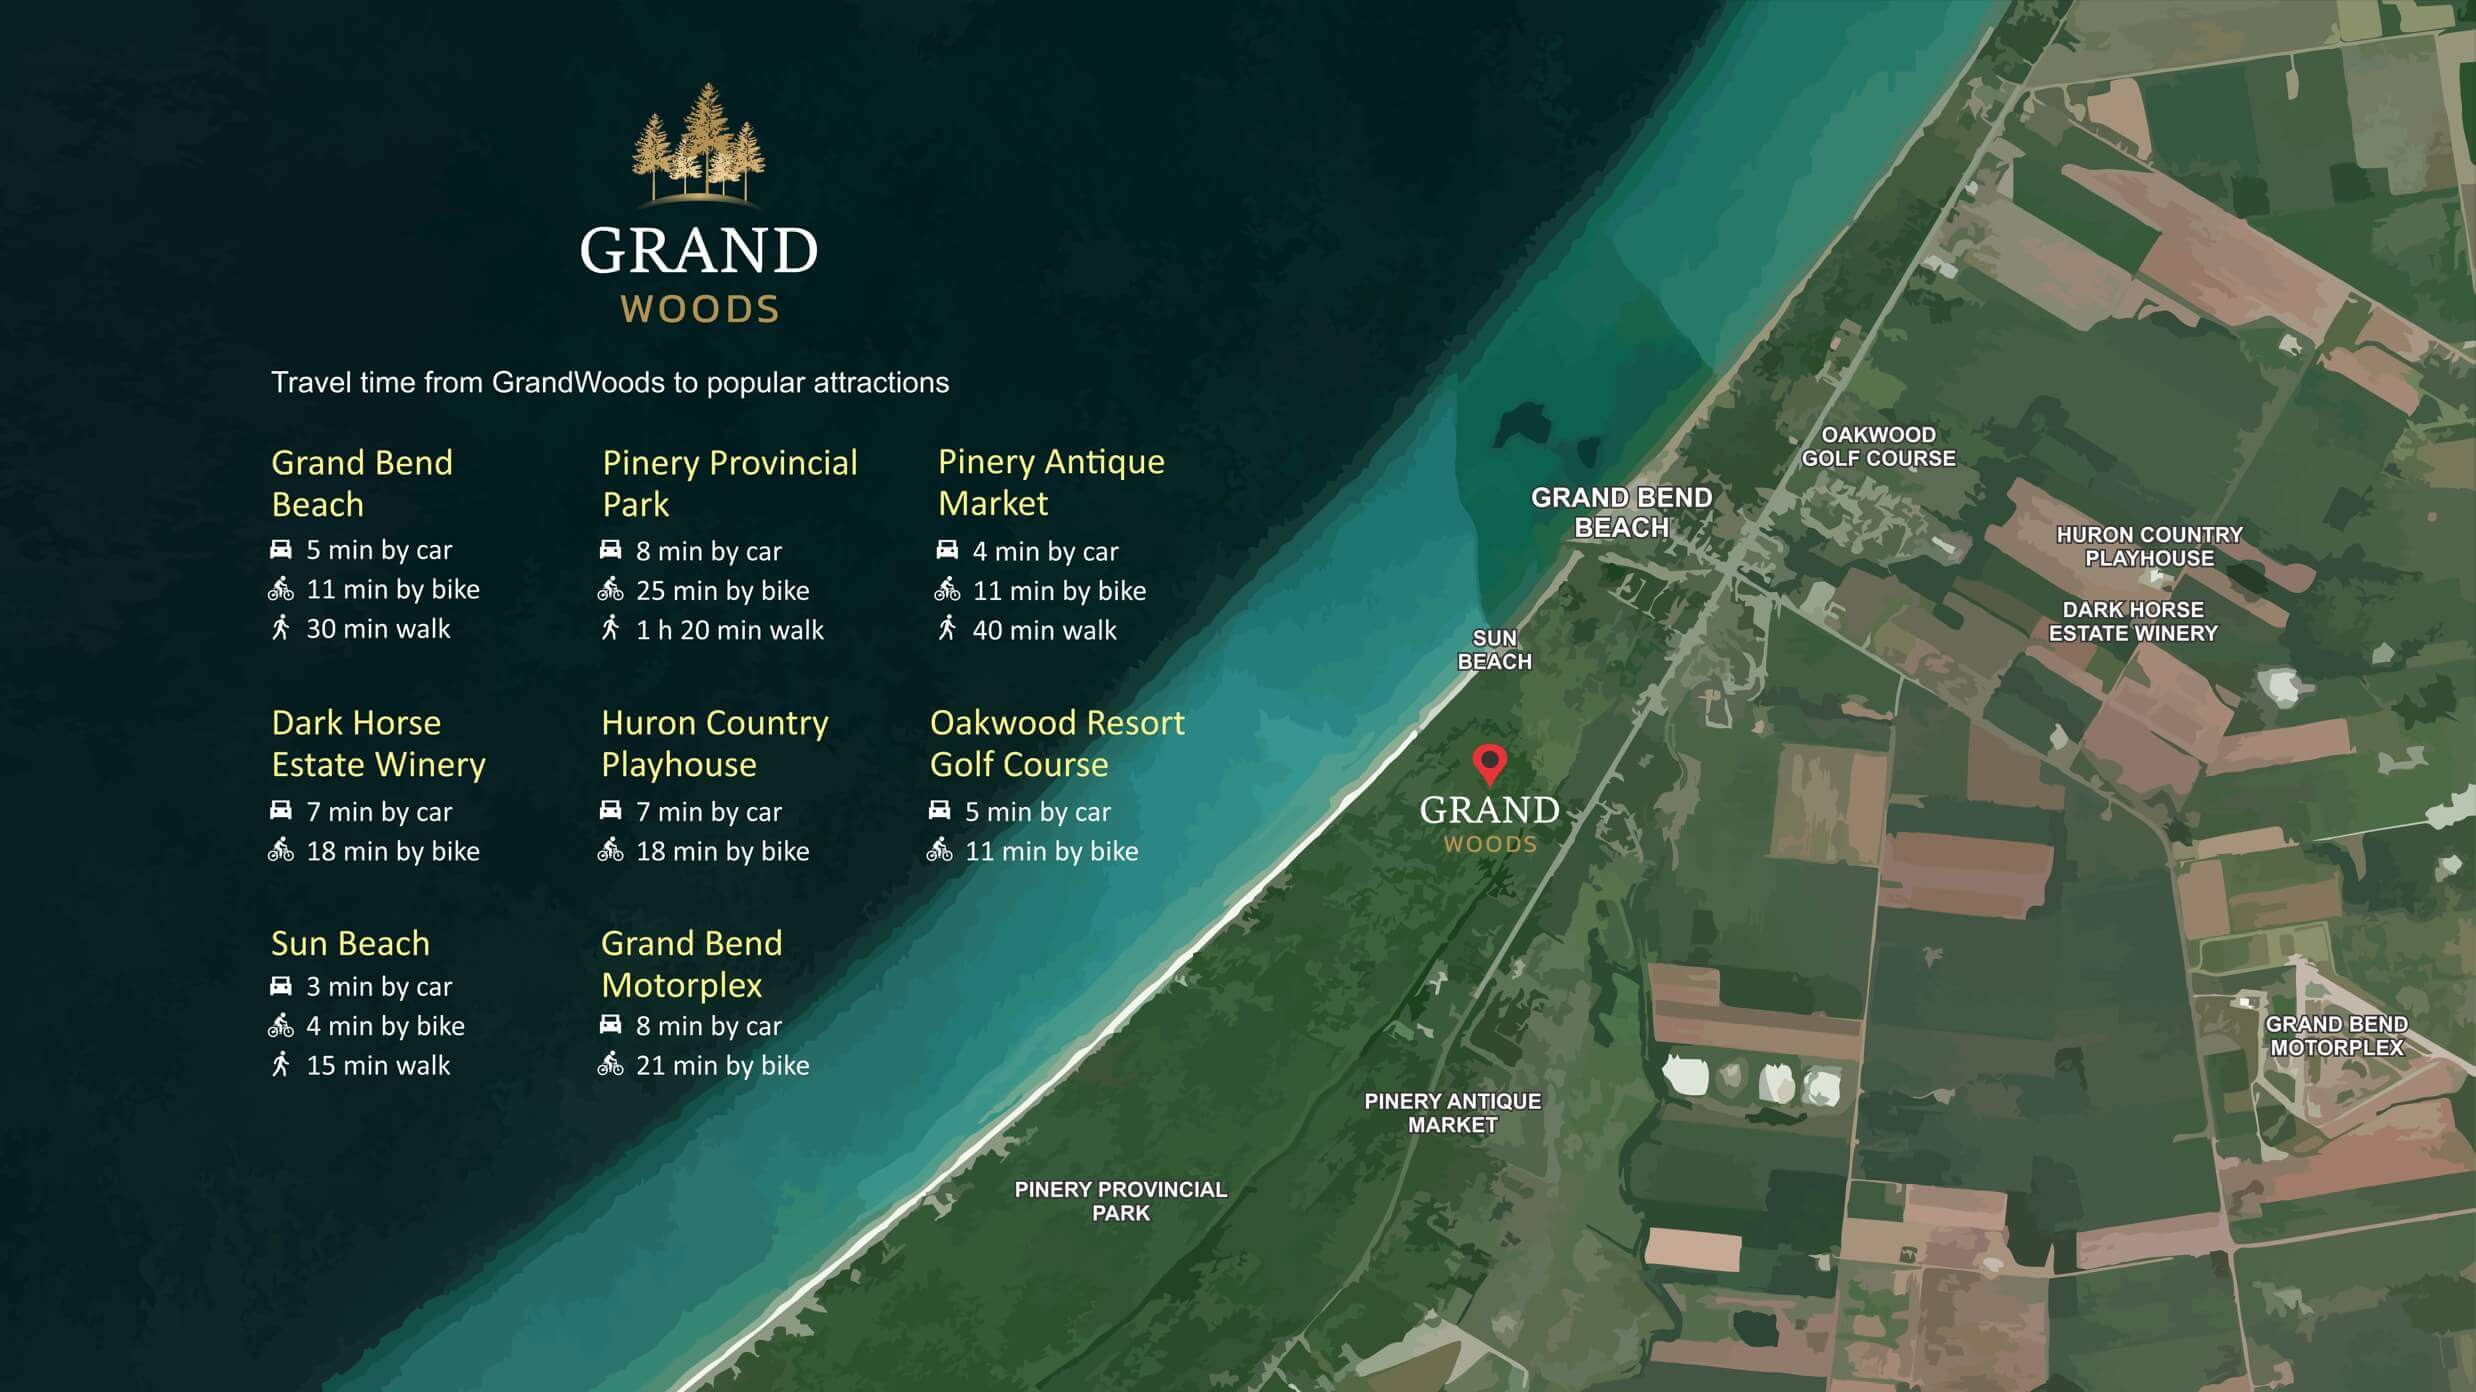 GRAND
WOODS
Travel time from GrandWoods to popular attractions
Grand Bend
Beach
5 min by car
11 min by bike
30 min walk
Pinery Provincial
Park
8 min by car
25 min by bike
1 h 20 min walk
Pinery Antique
Market
4 min by car
11 min by bike
40 min walk
Dark Horse
Estate Winery
7 min by car
18 min by bike
Huron Country
Playhouse
7 min by car
18 min by bike
Oakwood Resort
Golf Course
5 min by car
11 min by bike
Sun Beach
3 min by car
4 min by bike
15 min walk
Grand Bend
Motorplex
8 min by car
21 min by bike
OAKWOOD
GOLF COURSE
GRAND BEND
BEACH
HURON COUNTRY
PLAYHOUSE
DARK HORSE
ESTATE WINERY
SUN
BEACH
GRAND
WOODS
GRAND BEND
MOTORPLEX
PINERY ANTIQUE
MARKET
PINERY PROVINCIAL
PARK